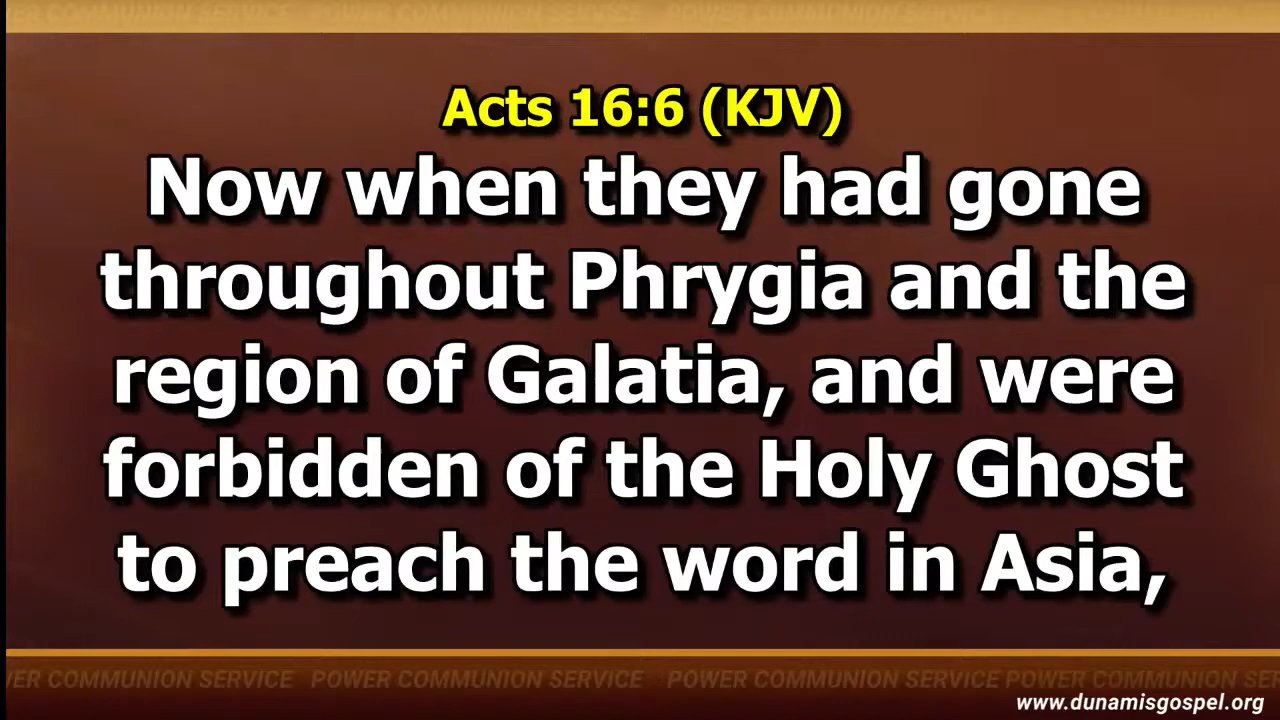 POWER COMMUNION SERVICE POWER COMMUNION SERVICE POWER COMMUNION SERVICE
Acts 16:6 (KJV)
Now when they had gone
throughout Phrygia and the
region of Galatia, and were
forbidden of the Holy Ghost
to preach the word in Asia,
COMMUNION SERVICE POWER COMMUNION SERVICE POWER COMMUNION SERVICE POWER COMMUNION
www.dunamisgospel.org